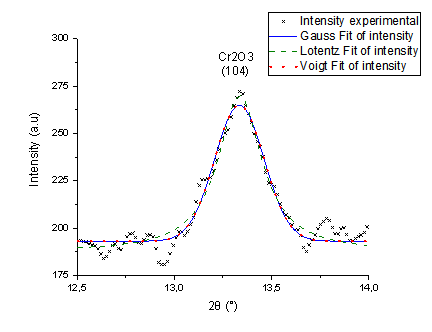 Intensity experimental
Gauss Fit of intensity
Lotentz Fit of intensity
Voigt Fit of intensity
Cr2O3
(104)
300
275
250
225
200
175
Intensity (a.u)
12,5
13,0
13,5
14,0
2θ (°)